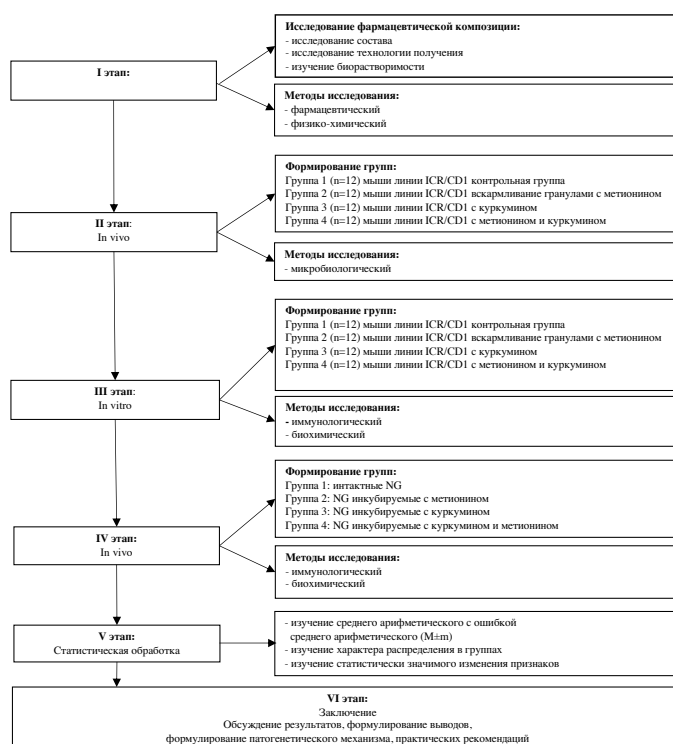 I этап:
Исследование фармацевтической композиции:
- исследование состава
- исследование технологии получения
- изучение биорастворимости
Методы исследования:
- фармацевтический
- физико-химический
II этап:
In vivo
Формирование групп:
Группа 1 (n=12) мыши линии ICR/CD1 контрольная группа
Группа 2 (n=12) мыши линии ICR/CD1 вскармливание гранулами с метионином
Группа 3 (n=12) мыши линии ICR/CD1 с куркумином
Группа 4 (n=12) мыши линии ICR/CD1 с метионином и куркумином
Методы исследования:
- микробиологический
III этап:
In vitro
Формирование групп:
Группа 1 (n=12) мыши линии ICR/CD1 контрольная группа
Группа 2 (n=12) мыши линии ICR/CD1 вскармливание гранулами с метионином
Группа 3 (n=12) мыши линии ICR/CD1 с куркумином
Группа 4 (n=12) мыши линии ICR/CD1 с метионином и куркумином
Методы исследования:
- иммунологический
- биохимический
IV этап:
In vivo
Формирование групп:
Группа 1: интактные NG
Группа 2: NG инкубируемые с метионином
Группа 3: NG инкубируемые с куркумином
Группа 4: NG инкубируемые с куркумином и метионином
Методы исследования:
- иммунологический
- биохимический
V этап:
Статистическая обработка
- изучение среднего арифметического с ошибкой
среднего арифметического (M±m)
- изучение характера распределения в группах
- изучение статистически значимого изменения признаков
VI этап:
Заключение
Обсуждение результатов, формулирование выводов,
формулирование патогенетического механизма, практических рекомендаций